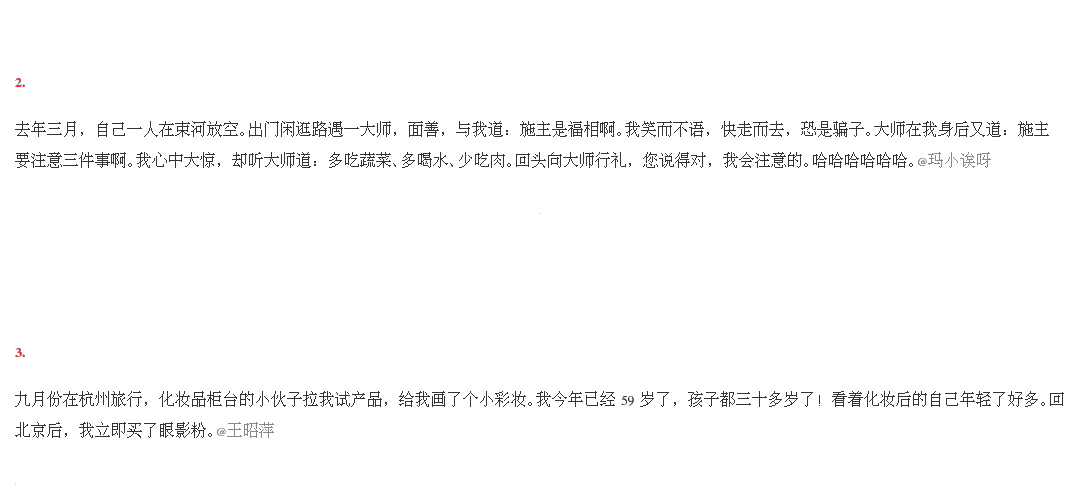 2.
去年三月，自己一人在束河放空。出门闲逛路遇一大师，面善，与我道：施主是福相啊。我笑而不语，快走而去，恐是骗子。大师在我身后又道：施主
要注意三件事啊。我心中大惊，却听大师道：多吃蔬菜、多喝水、少吃肉。回头向大师行礼，您说得对，我会注意的。哈哈哈哈哈哈。@玛小诶呀
3.
九月份在杭州旅行，化妆品柜台的小伙子拉我试产品，给我画了个小彩妆。我今年已经 59 岁了，孩子都三十多岁了！看着化妆后的自己年轻了好多。回
北京后，我立即买了眼影粉。@王昭萍